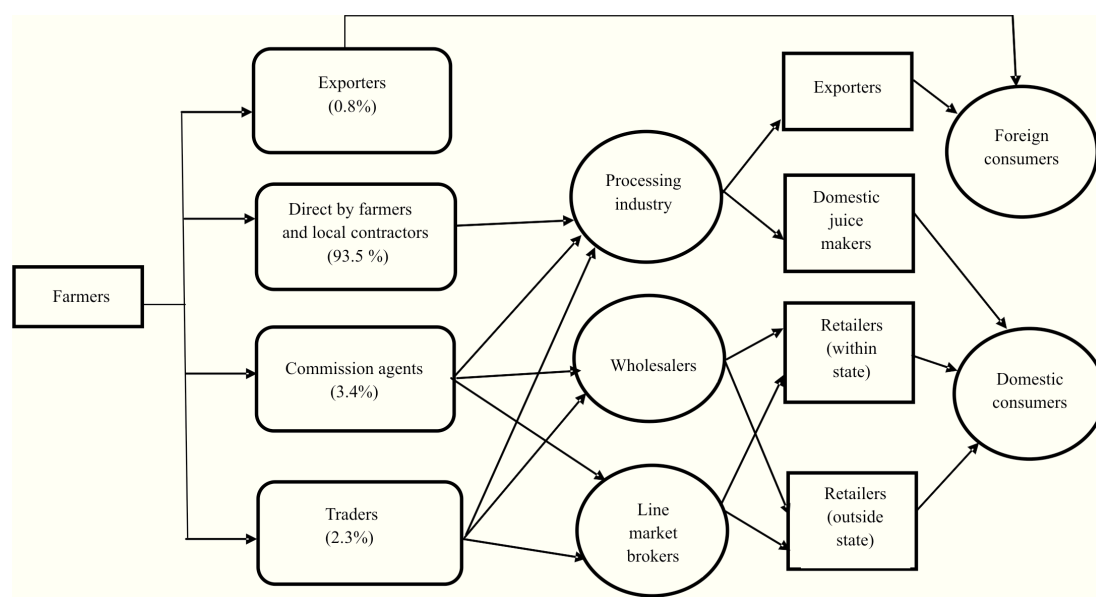 Farmers
Exporters
(0.8%)
Direct by farmers
and local contractors
(93.5 %)
Commission agents
(3.4%)
Traders
(2.3%)
Processing
industry
Wholesalers
Line
market
brokers
Exporters
Domestic
juice
makers
Retailers
(within
state)
Retailers
(outside
state)
Foreign
consumers
Domestic
consumers